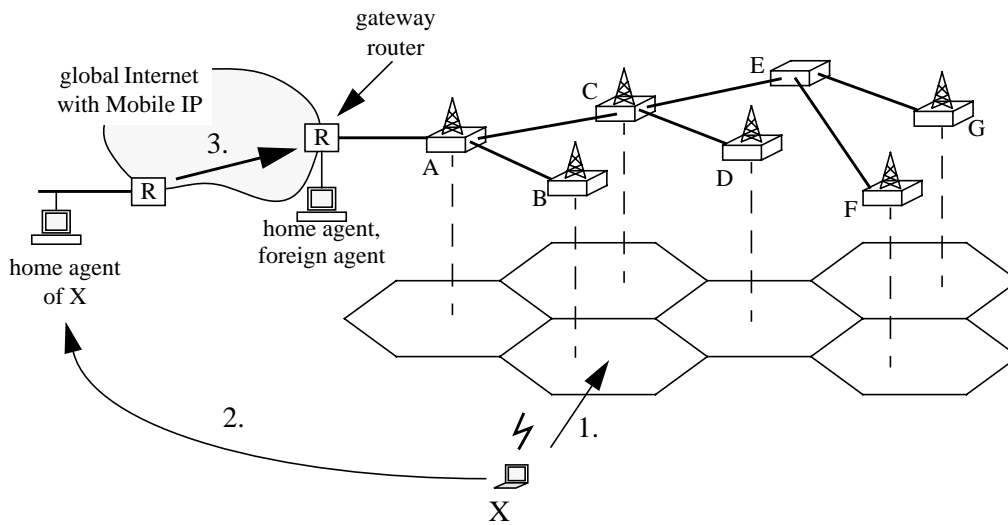 gateway
router
global Internet
with Mobile IP
E
C
G
R
3.
A
D
R
B
F
home agent,
foreign agent
home agent
of X
2.
1.
X